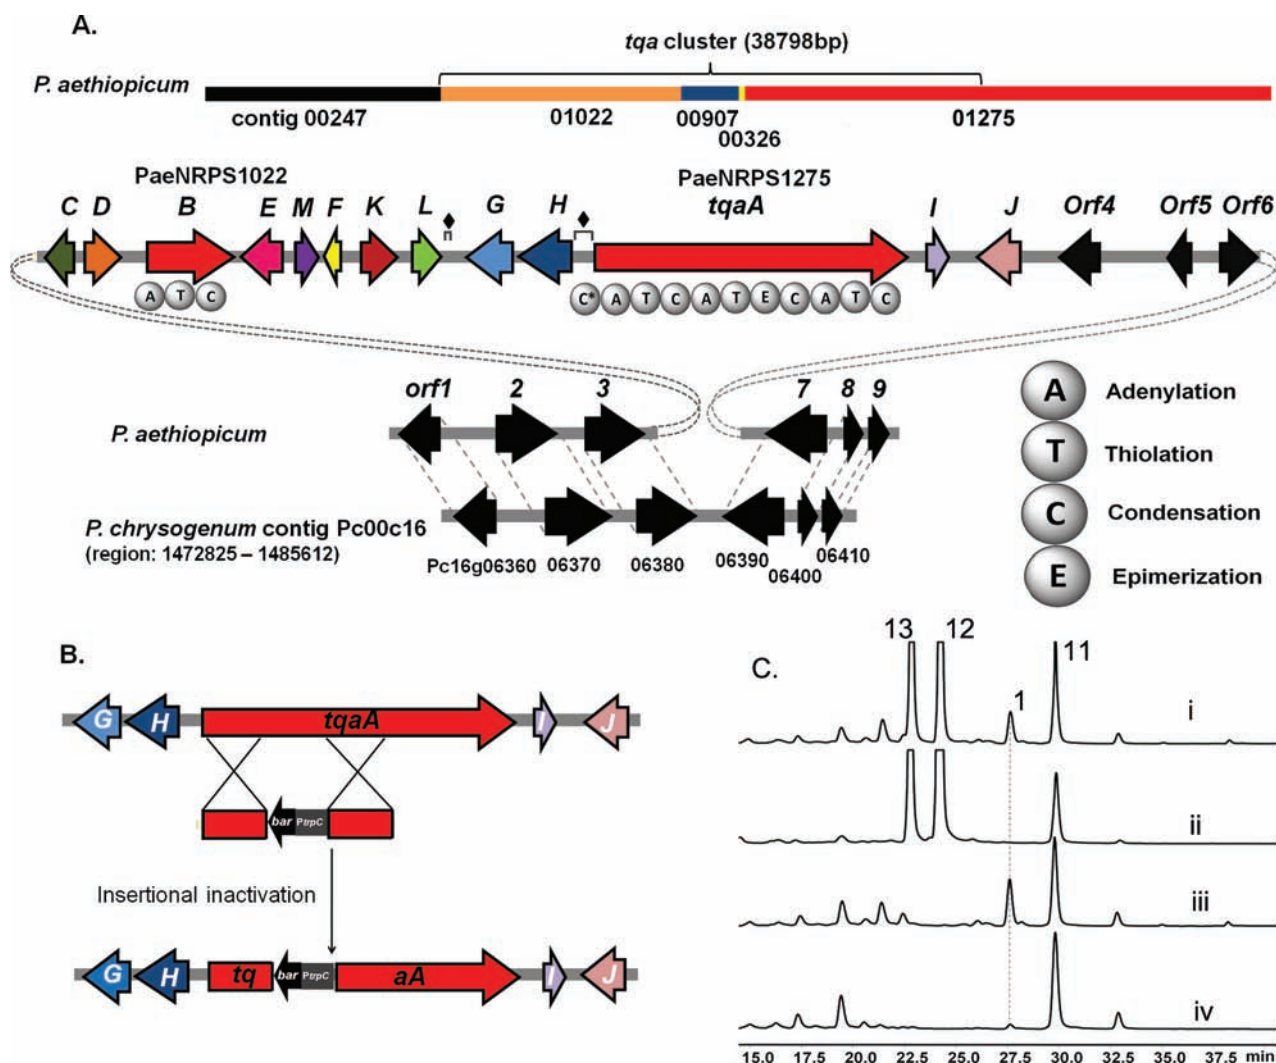 A.
tqa cluster (38798bp)
P. aethiopicum
contig 00247 01022 00907 00326 01275
PaeNRPS1022 PaeNRPS1275
C D B E M F K L G H tqaA I J Orf4 Orf5 Orf6
A T C C* A T C A T E C A T C
orf1 2 3 7 8 9
P. aethiopicum
P. chrysogenum contig Pc00c16
(region: 1472825 – 1485612)
Pc16g06360 06370 06380 06390 06400 06410
A Adenylation
T Thiolation
C Condensation
E Epimerization
B.
G H tqaA I J
bar PtrpC
Insertional inactivation
G H tq bar PtrpC aA I J
C.
13 12 1 11
i
ii
iii
iv
15.0 17.5 20.0 22.5 25.0 27.5 30.0 32.5 35.0 37.5 min